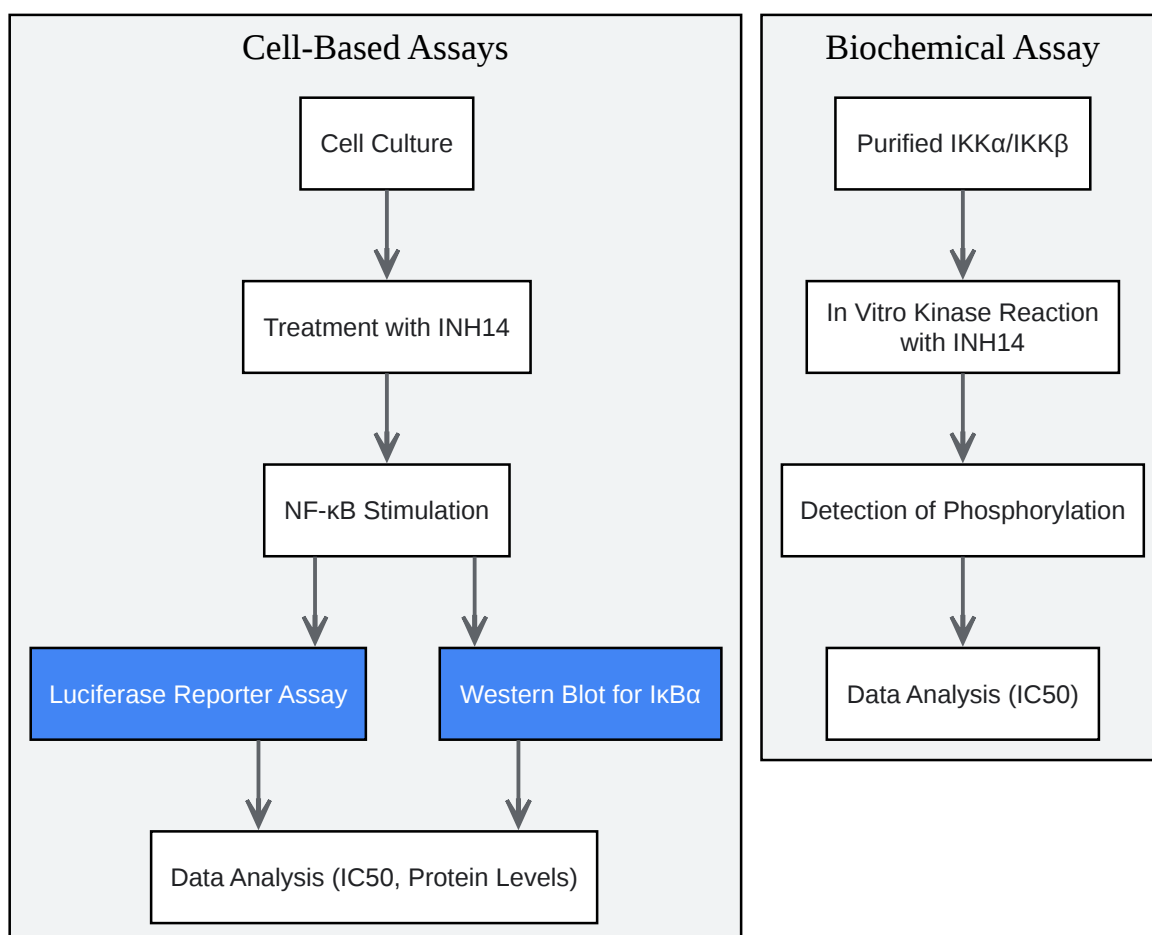 Cell-Based Assays
Cell Culture
Treatment with INH14
NF-κB Stimulation
Luciferase Reporter Assay
Western Blot for IκBα
Data Analysis (IC50, Protein Levels)
Biochemical Assay
Purified IKKα/IKKβ
In Vitro Kinase Reaction
with INH14
Detection of Phosphorylation
Data Analysis (IC50)